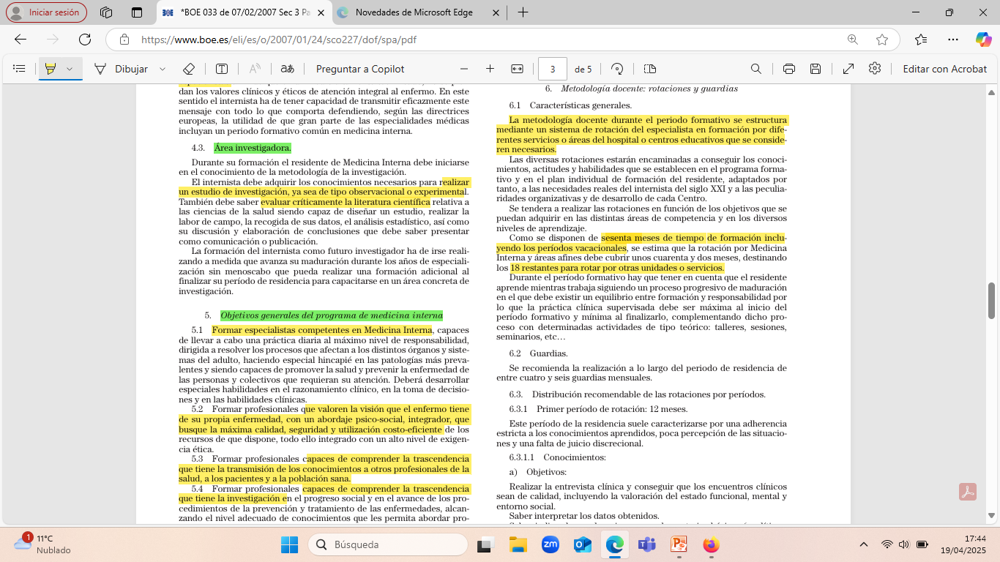 Iniciar sesión
*BOE 033 de 07/02/2007 Sec 3 Pa
Novedades de Microsoft Edge
https://www.boe.es/eli/es/o/2007/01/24/sco227/dof/spa/pdf
Dibujar
Preguntar a Copilot
3
de 5
Editar con Acrobat
dan los valores clínicos y éticos de atención integral al enfermo. En este
sentido el internista ha de tener capacidad de transmitir eficazmente este
mensaje con todo lo que comporta defendiendo, según las directrices
europeas, la utilidad de que gran parte de las especialidades médicas
incluyan un periodo formativo común en medicina interna.
4.3. Área investigadora.
Durante su formación el residente de Medicina Interna debe iniciarse
en el conocimiento de la metodología de la investigación.
El internista debe adquirir los conocimientos necesarios para realizar
un estudio de investigación, ya sea de tipo observacional o experimental.
También debe saber evaluar críticamente la literatura científica relativa a
las ciencias de la salud siendo capaz de diseñar un estudio, realizar la
labor de campo, la recogida de sus datos, el análisis estadístico, así como
su discusión y elaboración de conclusiones que debe saber presentar
como comunicación o publicación.
La formación del internista como futuro investigador ha de irse reali-
zando a medida que avanza su maduración durante los años de especiali-
zación sin menoscabo que pueda realizar una formación adicional al
finalizar su período de residencia para capacitarse en un área concreta de
investigación.
5. Objetivos generales del programa de medicina interna
5.1 Formar especialistas competentes en Medicina Interna, capaces
de llevar a cabo una práctica diaria al máximo nivel de responsabilidad,
dirigida a resolver los procesos que afectan a los distintos órganos y siste-
mas del adulto, haciendo especial hincapié en las patologías más preva-
lentes y siendo capaces de promover la salud y prevenir la enfermedad de
las personas y colectivos que requieran su atención. Deberá desarrollar
especiales habilidades en el razonamiento clínico, en la toma de decisio-
nes y en las habilidades clínicas.
5.2 Formar profesionales que valoren la visión que el enfermo tiene
de su propia enfermedad, con un abordaje psico-social, integrador, que
busque la máxima calidad, seguridad y utilización costo-eficiente de los
recursos de que dispone, todo ello integrado con un alto nivel de exigen-
cia ética.
5.3 Formar profesionales capaces de comprender la trascendencia
que tiene la transmisión de los conocimientos a otros profesionales de la
salud, a los pacientes y a la población sana.
5.4 Formar profesionales capaces de comprender la trascendencia
que tiene la investigación en el progreso social y en el avance de los pro-
cedimientos de la prevención y tratamiento de las enfermedades, alcan-
zando el nivel adecuado de conocimientos que les permita abordar pro-
6. Metodología docente: rotaciones y guardias
6.1 Características generales.
La metodología docente durante el periodo formativo se estructura
mediante un sistema de rotación del especialista en formación por dife-
rentes servicios o áreas del hospital o centros educativos que se conside-
ren necesarios.
Las diversas rotaciones estarán encaminadas a conseguir los conoci-
mientos, actitudes y habilidades que se establecen en el programa forma-
tivo y en el plan individual de formación del residente, adaptados por
tanto, a las necesidades reales del internista del siglo XXI y a las peculia-
ridades organizativas y de desarrollo de cada Centro.
Se tendera a realizar las rotaciones en función de los objetivos que se
puedan adquirir en las distintas áreas de competencia y en los diversos
niveles de aprendizaje.
Como se disponen de sesenta meses de tiempo de formación inclu-
yendo los períodos vacacionales, se estima que la rotación por Medicina
Interna y áreas afines debe cubrir unos cuarenta y dos meses, destinando
los 18 restantes para rotar por otras unidades o servicios.
Durante el período formativo hay que tener en cuenta que el residente
aprende mientras trabaja siguiendo un proceso progresivo de maduración
en el que debe existir un equilibrio entre formación y responsabilidad por
lo que la práctica clínica supervisada debe ser máxima al inicio del
período formativo y mínima al finalizarlo, complementando dicho pro-
ceso con determinadas actividades de tipo teórico: talleres, sesiones,
seminarios, etc…
6.2 Guardias.
Se recomienda la realización a lo largo del periodo de residencia de
entre cuatro y seis guardias mensuales.
6.3. Distribución recomendable de las rotaciones por períodos.
6.3.1 Primer período de rotación: 12 meses.
Este período de la residencia suele caracterizarse por una adherencia
estricta a los conocimientos aprendidos, poca percepción de las situacio-
nes y una falta de juicio discrecional.
6.3.1.1 Conocimientos:
a) Objetivos:
Realizar la entrevista clínica y conseguir que los encuentros clínicos
sean de calidad, incluyendo la valoración del estado funcional, mental y
entorno social.
Saber interpretar los datos obtenidos.
1
11°C
Nublado
Búsqueda
zm
17:44
19/04/2025